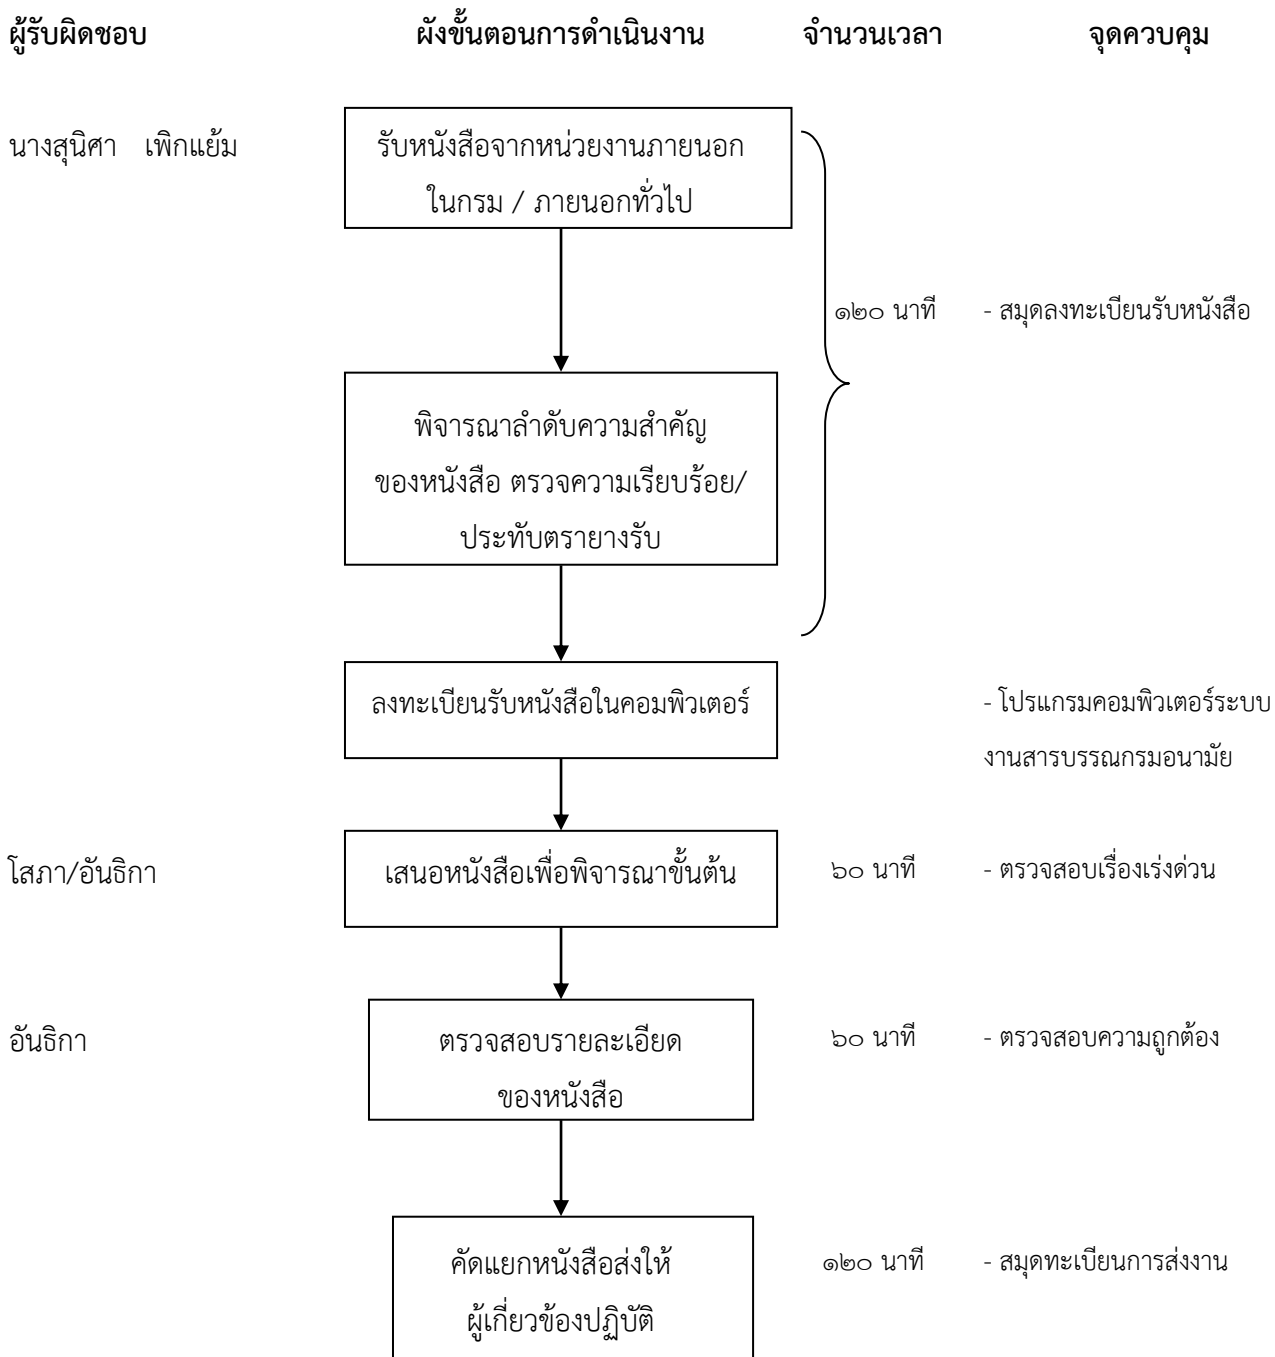 ผู้รับผิดชอบ ผังขั้นตอนการดำเนินงาน จำนวนเวลา จุดควบคุม
นางสุนิศา เพิกแย้ม
รับหนังสือจากหน่วยงานภายนอก
ในกรม / ภายนอกทั่วไป
๑๒๐ นาที - สมุดลงทะเบียนรับหนังสือ
พิจารณาลำดับความสำคัญ
ของหนังสือ ตรวจความเรียบร้อย/
ประทับตรายางรับ
ลงทะเบียนรับหนังสือในคอมพิวเตอร์
- โปรแกรมคอมพิวเตอร์ระบบ
งานสารบรรณกรมอนามัย
โสภา/อันธิกา เสนอหนังสือเพื่อพิจารณาขั้นต้น ๖๐ นาที - ตรวจสอบเรื่องเร่งด่วน
อันธิกา ตรวจสอบรายละเอียด ๖๐ นาที - ตรวจสอบความถูกต้อง
ของหนังสือ
คัดแยกหนังสือส่งให้ ๑๒๐ นาที - สมุดทะเบียนการส่งงาน
ผู้เกี่ยวข้องปฏิบัติ